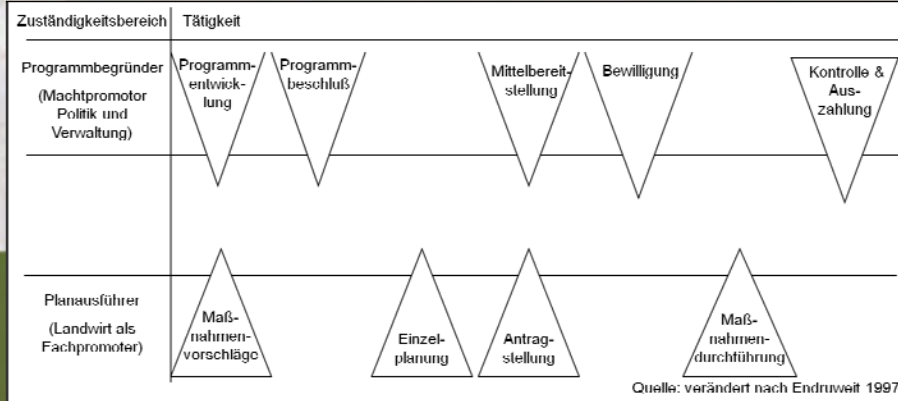 Zuständigkeitsbereich
Tätigkeit
Programmbegründer
(Machtpromotor
Politik und
Verwaltung)
Programm-
entwick-
lung
Programm-
beschluß
Mittelbereit-
stellung
Bewilligung
Kontrolle &
Aus-
zahlung
Planausführer
(Landwirt als
Fachpromoter)
Maß-
nahmen-
vorschläge
Einzel-
planung
Antrag-
stellung
Maß-
nahmen-
durchführung
Quelle: verändert nach Endruweit 1997